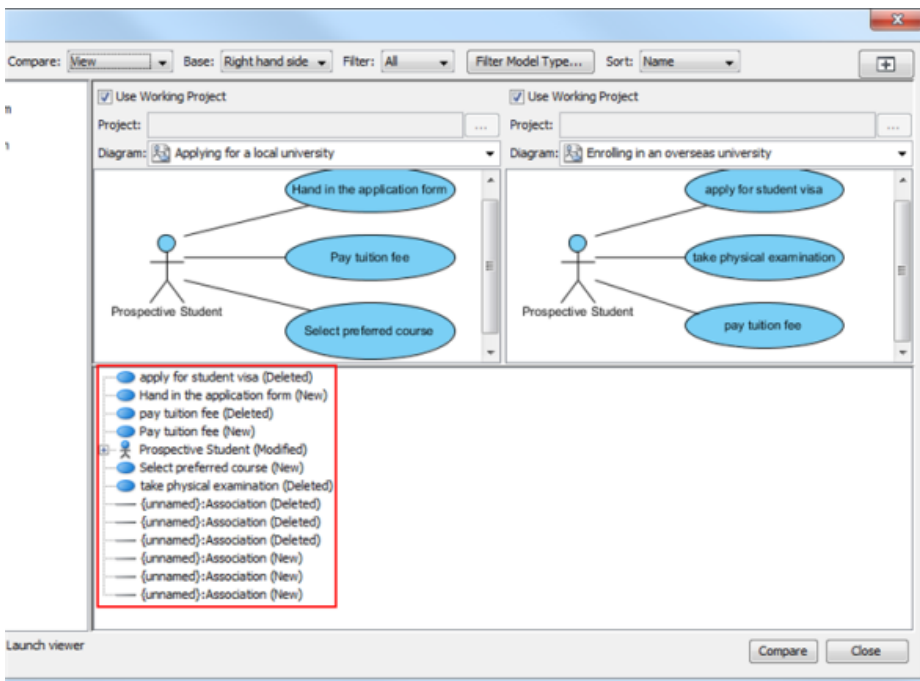 Compare: View Base: Right hand side Filter: All Filter Model Type... Sort: Name
Use Working Project
Project: ...
Diagram: Applying for a local university
Hand in the application form
Pay tuition fee
Select preferred course
Prospective Student
Use Working Project
Project: ...
Diagram: Enrolling in an overseas university
apply for student visa
take physical examination
pay tuition fee
Prospective Student
apply for student visa (Deleted)
Hand in the application form (New)
pay tuition fee (Deleted)
Pay tuition fee (New)
Prospective Student (Modified)
Select preferred course (New)
take physical examination (Deleted)
{unnamed}:Association (Deleted)
{unnamed}:Association (Deleted)
{unnamed}:Association (Deleted)
{unnamed}:Association (New)
{unnamed}:Association (New)
{unnamed}:Association (New)
Launch viewer
Compare Close